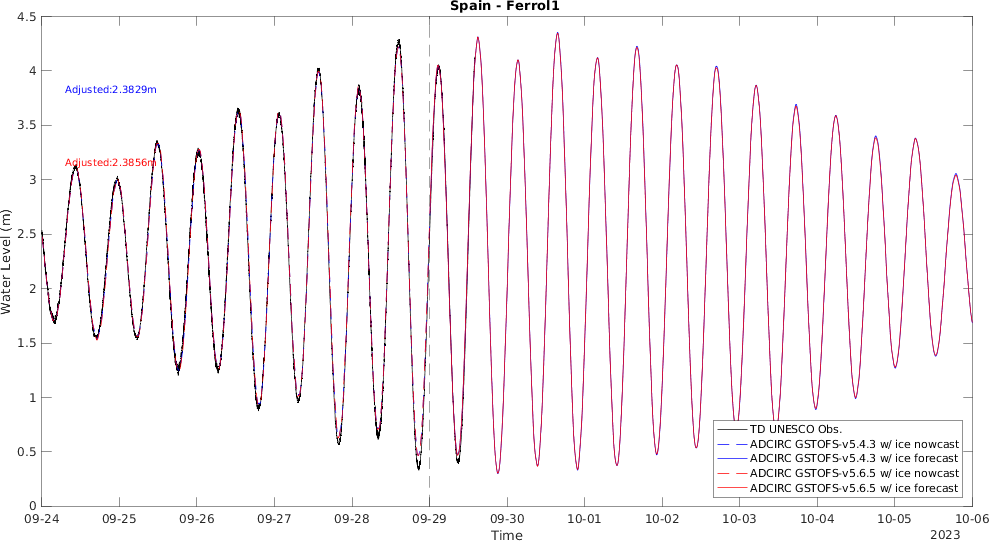 Spain - Ferrol1
4.5
4
3.5
3
2.5
2
1.5
1
0.5
0
Water Level (m)
Adjusted:2.3829m
Adjusted:2.3856m
TD UNESCO Obs.
ADCIRC GSTOFS-v5.4.3 w/ ice nowcast
ADCIRC GSTOFS-v5.4.3 w/ ice forecast
ADCIRC GSTOFS-v5.6.5 w/ ice nowcast
ADCIRC GSTOFS-v5.6.5 w/ ice forecast
09-24 09-25 09-26 09-27 09-28 09-29 09-30 10-01 10-02 10-03 10-04 10-05 10-06
Time
2023